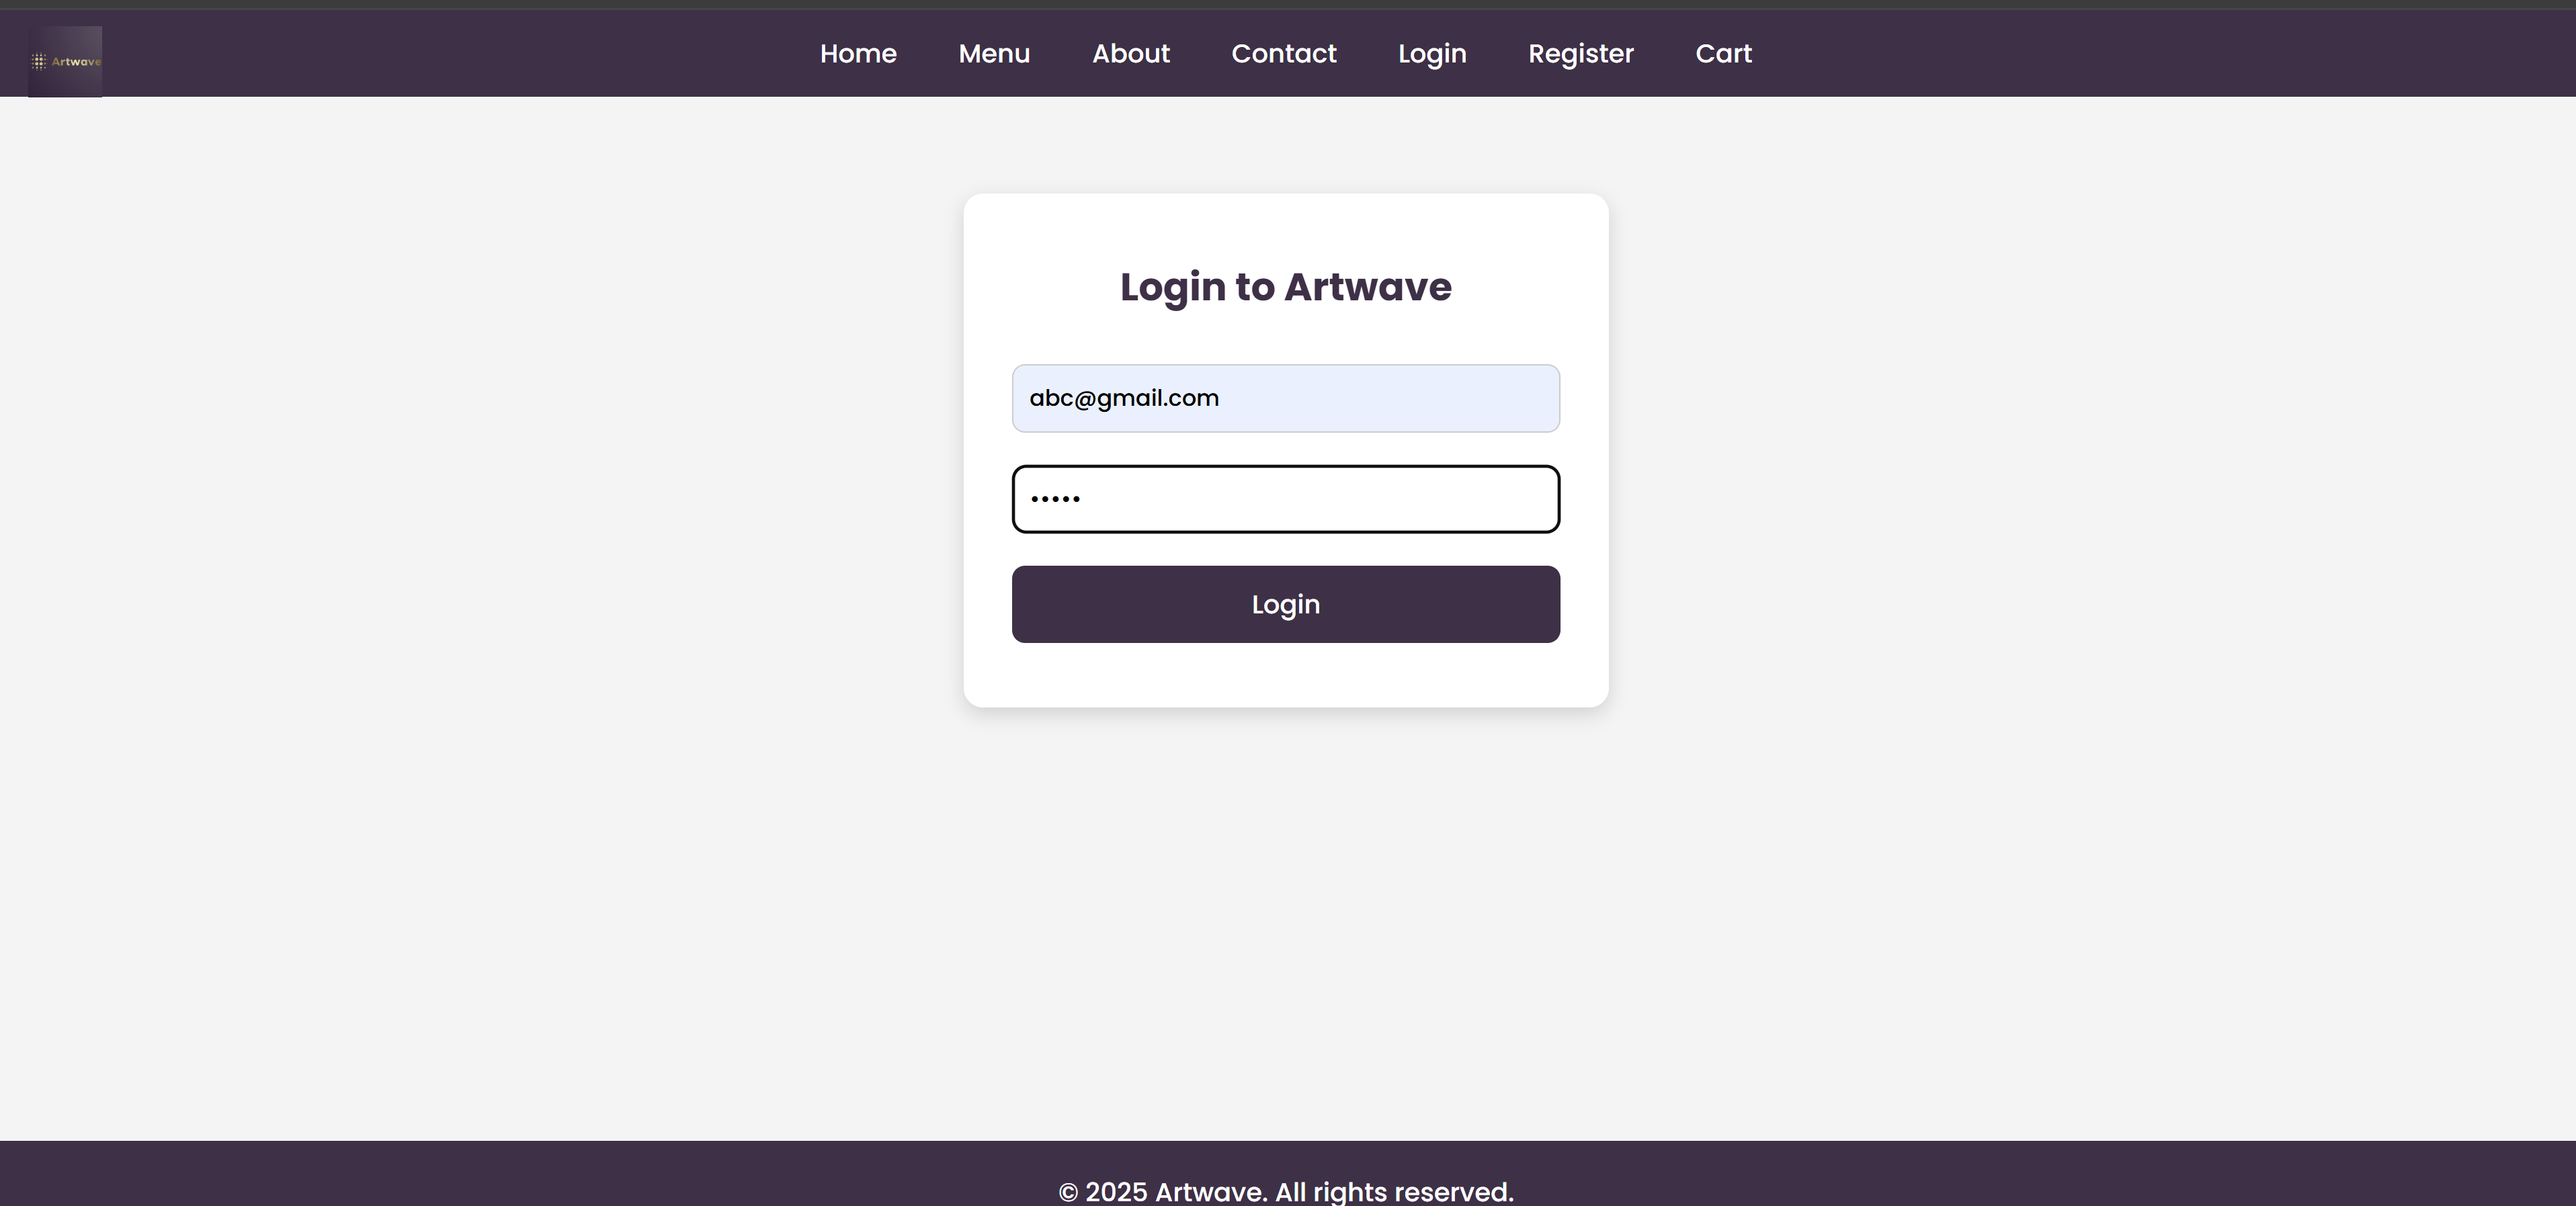 Artwave
Home Menu About Contact Login Register Cart
Login to Artwave
abc@gmail.com
•••••
Login
© 2025 Artwave. All rights reserved.